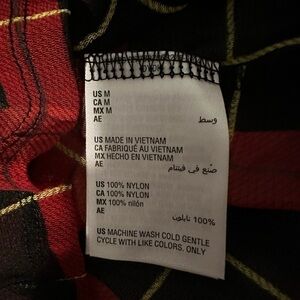 US M
CA M
MX M
AE وسط
US MADE IN VIETNAM
CA FABRIQUÉ AU VIETNAM
MX HECHO EN VIETNAM
AE صنع في فيتنام
US 100% NYLON
CA 100% NYLON
MX 100% nilón
100% نايلون
US MACHINE WASH COLD GENTLE
CYCLE WITH LIKE COLORS. ONLY